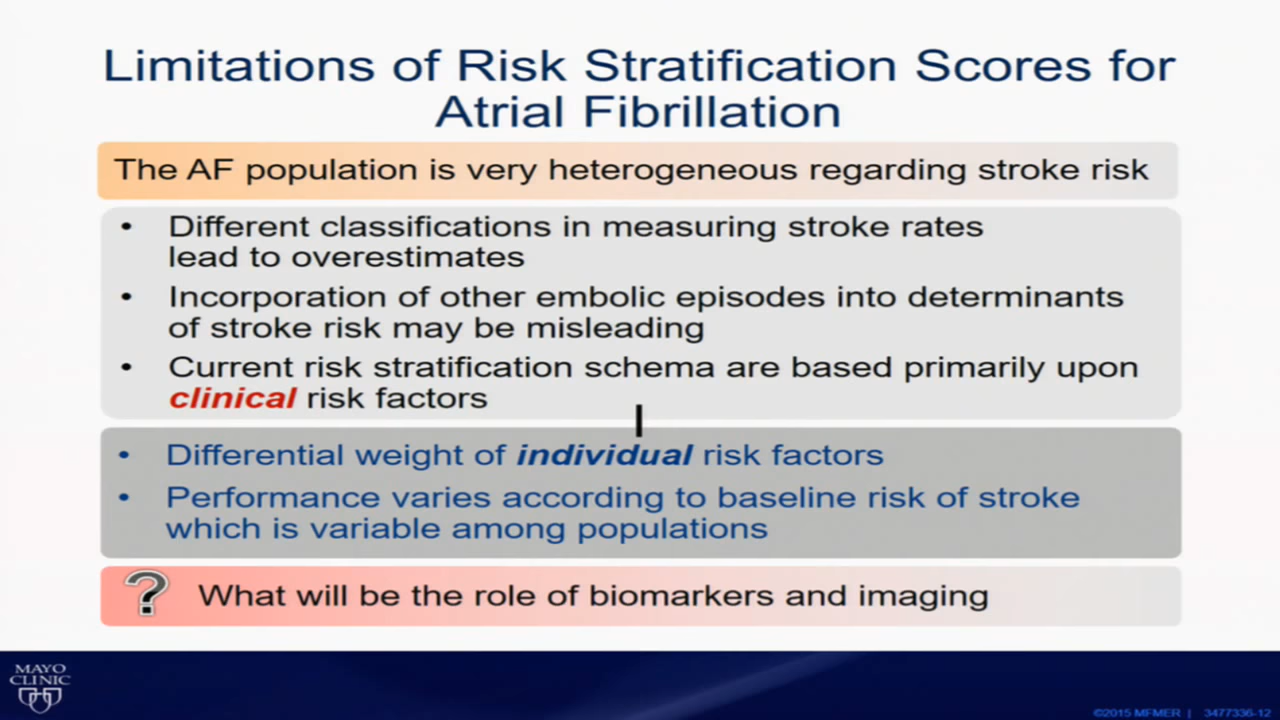 Limitations of Risk Stratification Scores for
Atrial Fibrillation
The AF population is very heterogeneous regarding stroke risk
• Different classifications in measuring stroke rates
lead to overestimates
• Incorporation of other embolic episodes into determinants
of stroke risk may be misleading
• Current risk stratification schema are based primarily upon
clinical risk factors
• Differential weight of individual risk factors
• Performance varies according to baseline risk of stroke
which is variable among populations
? What will be the role of biomarkers and imaging
MAYO
CLINIC
©2015 MFMER | 3477336-12